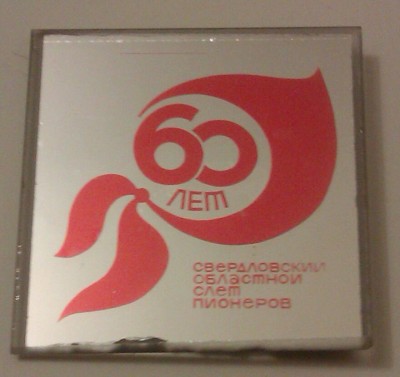 60
лет
свердловский
областной
слет
пионеров